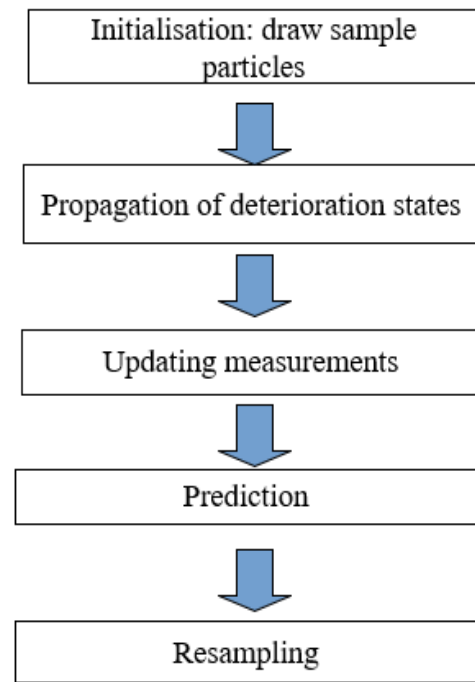 Initialisation: draw sample
particles
Propagation of deterioration states
Updating measurements
Prediction
Resampling